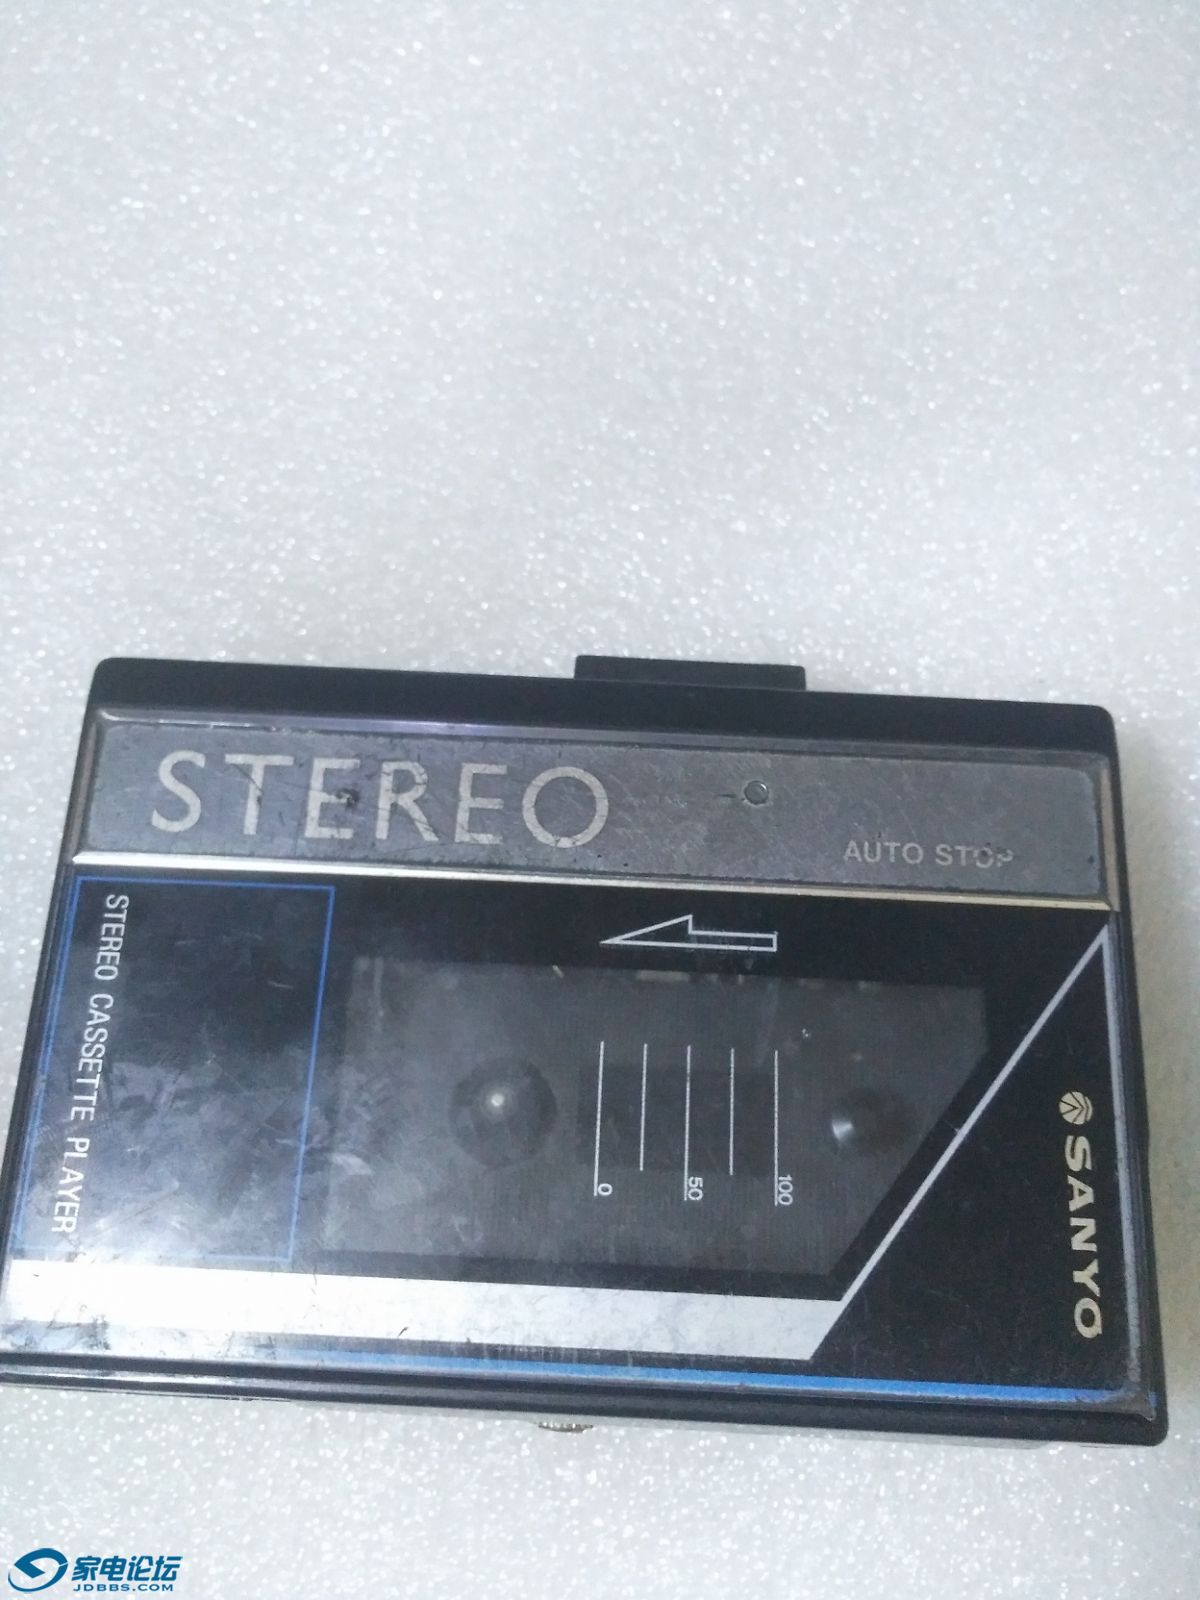 STEREO
AUTO STOP
STEREO CASSETTE PLAYER
0
50
100
SANYO
家电论坛
JDBBS.COM